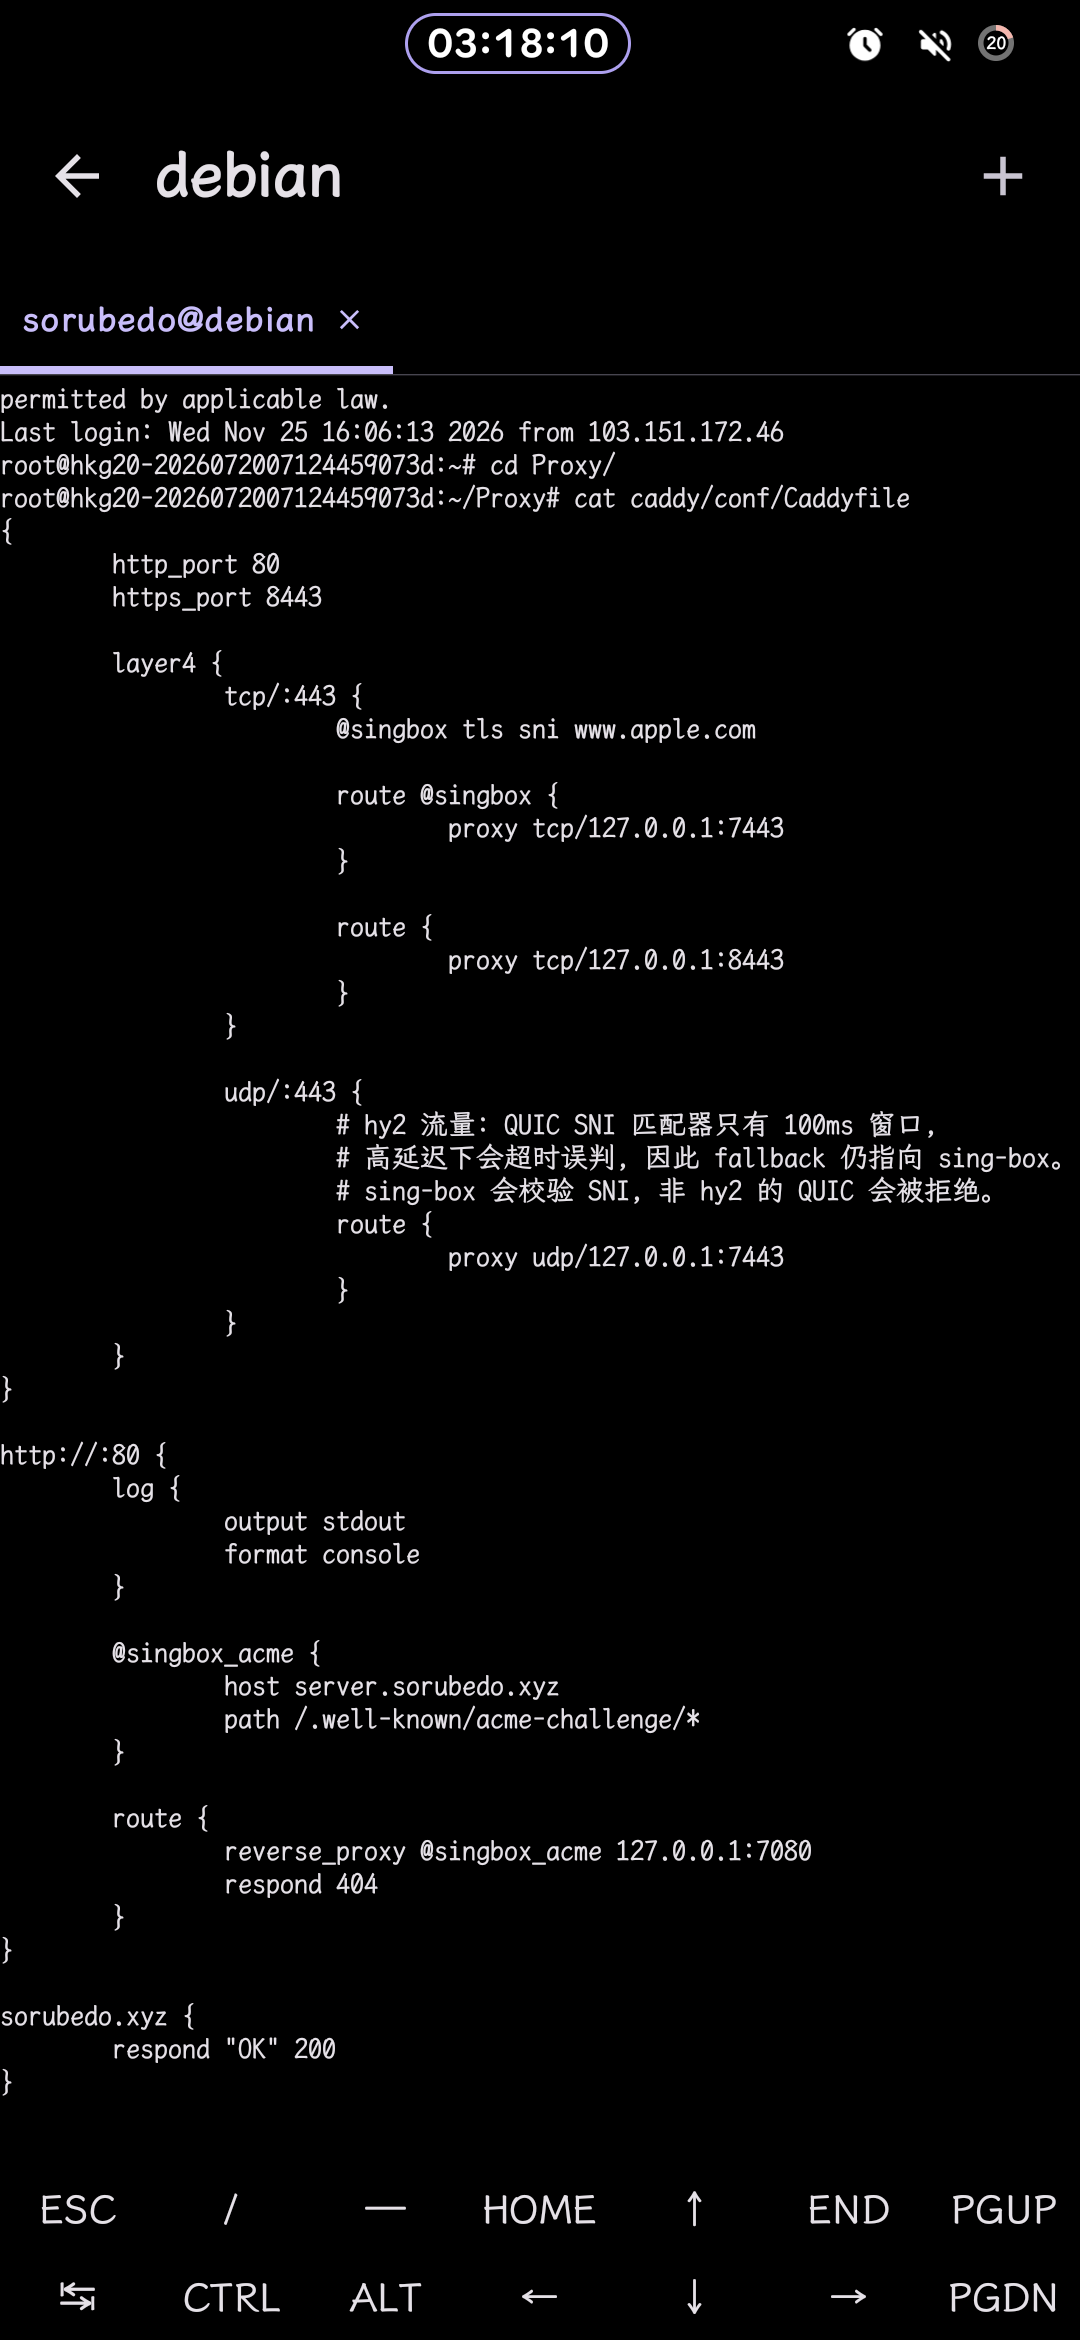 03:18:10
20
debian
sorubedo@debian
permitted by applicable law.
Last login: Wed Nov 25 16:06:13 2026 from 103.151.172.46
root@hkg20-2026072007124459073d:~# cd Proxy/
root@hkg20-2026072007124459073d:~/Proxy# cat caddy/conf/Caddyfile
{
http_port 80
https_port 8443
layer4 {
tcp/:443 {
@singbox tls sni www.apple.com
route @singbox {
proxy tcp/127.0.0.1:7443
}
route {
proxy tcp/127.0.0.1:8443
}
}
udp/:443 {
# hy2 流量: QUIC SNI 匹配器只有 100ms 窗口,
# 高延迟下会超时误判, 因此 fallback 仍指向 sing-box。
# sing-box 会校验 SNI, 非 hy2 的 QUIC 会被拒绝。
route {
proxy udp/127.0.0.1:7443
}
}
}
}
http://:80 {
log {
output stdout
format console
}
@singbox_acme {
host server.sorubedo.xyz
path /.well-known/acme-challenge/*
}
route {
reverse_proxy @singbox_acme 127.0.0.1:7080
respond 404
}
}
sorubedo.xyz {
respond "OK" 200
}
ESC / — HOME ↑ END PGUP
CTRL ALT ← ↓ → PGDN